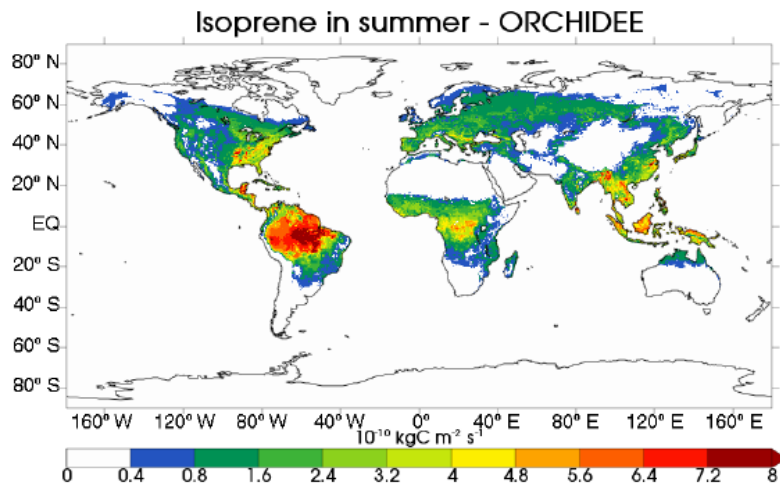 Isoprene in summer - ORCHIDEE
80° N
60° N
40° N
20° N
EQ
20° S
40° S
60° S
80° S
160° W 120° W 80° W 40° W 0° 40° E 80° E 120° E 160° E
10⁻¹⁰ kgC m⁻² s⁻¹
0 0.4 0.8 1.6 2.4 3.2 4 4.8 5.6 6.4 7.2 8